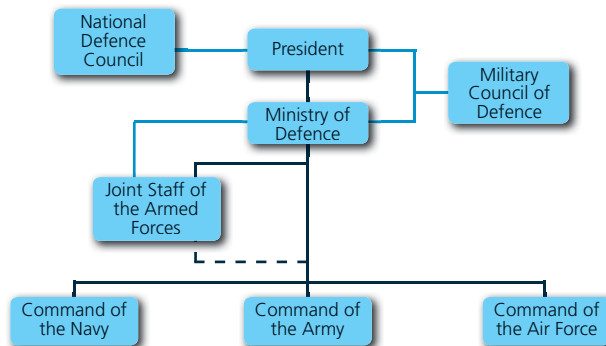 National
Defence
Council
President
Military
Council of
Defence
Ministry of
Defence
Joint Staff of
the Armed
Forces
Command of
the Navy
Command of
the Army
Command of
the Air Force